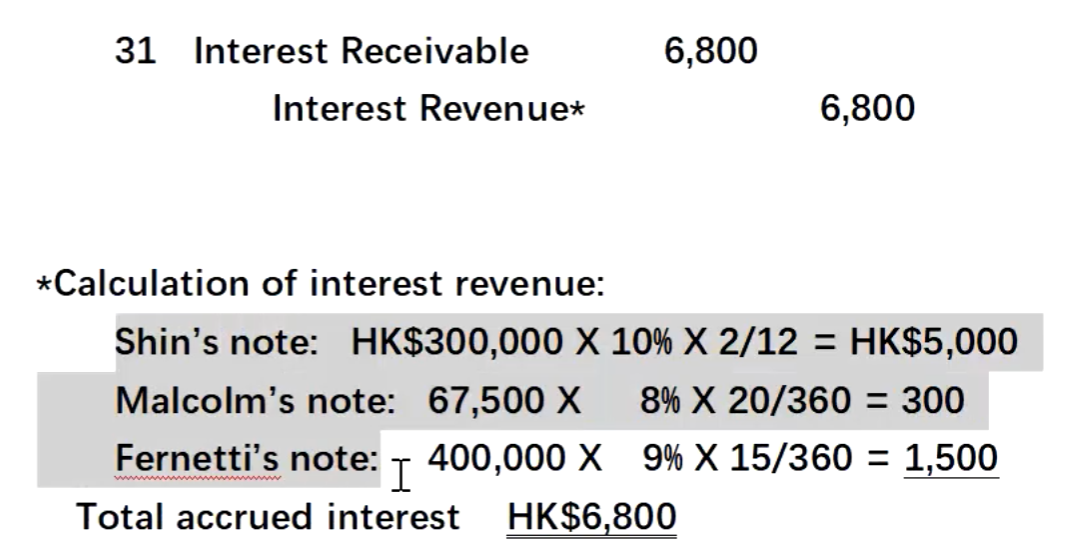 31 Interest Receivable 6,800
Interest Revenue* 6,800
*Calculation of interest revenue:
Shin’s note: HK$300,000 X 10% X 2/12 = HK$5,000
Malcolm’s note: 67,500 X 8% X 20/360 = 300
Fernetti’s note: 400,000 X 9% X 15/360 = 1,500
Total accrued interest HK$6,800